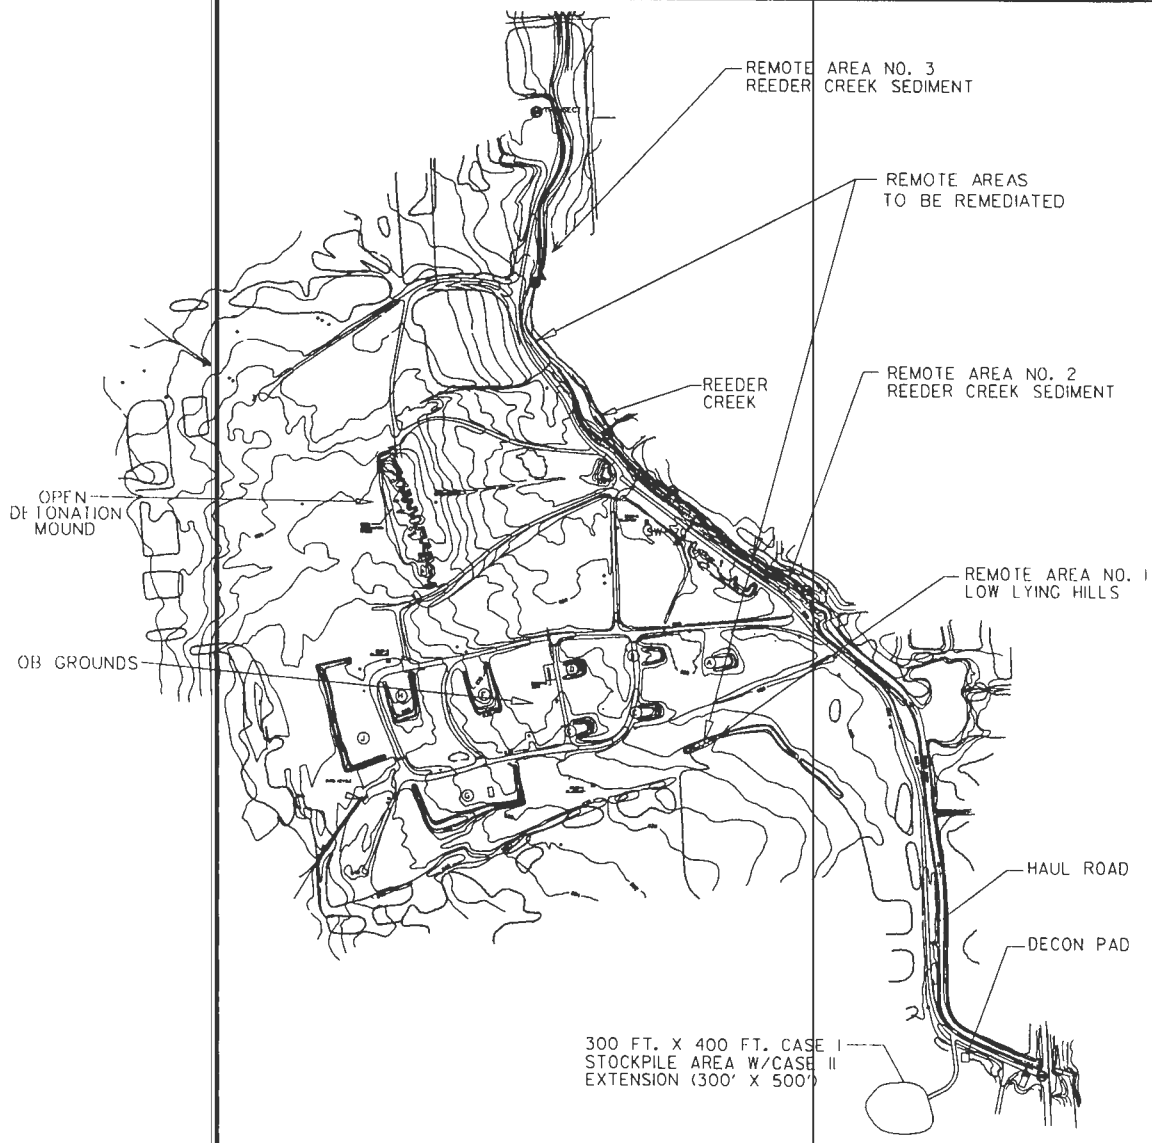 REMOTE AREA NO. 3
REEDER CREEK SEDIMENT
REMOTE AREAS
TO BE REMEDIATED
REEDER
CREEK
REMOTE AREA NO. 2
REEDER CREEK SEDIMENT
OPEN
DETONATION
MOUND
REMOTE AREA NO. 1
LOW LYING HILLS
OB GROUNDS
HAUL ROAD
DECON PAD
300 FT. X 400 FT. CASE I
STOCKPILE AREA W/CASE II
EXTENSION (300' X 500')